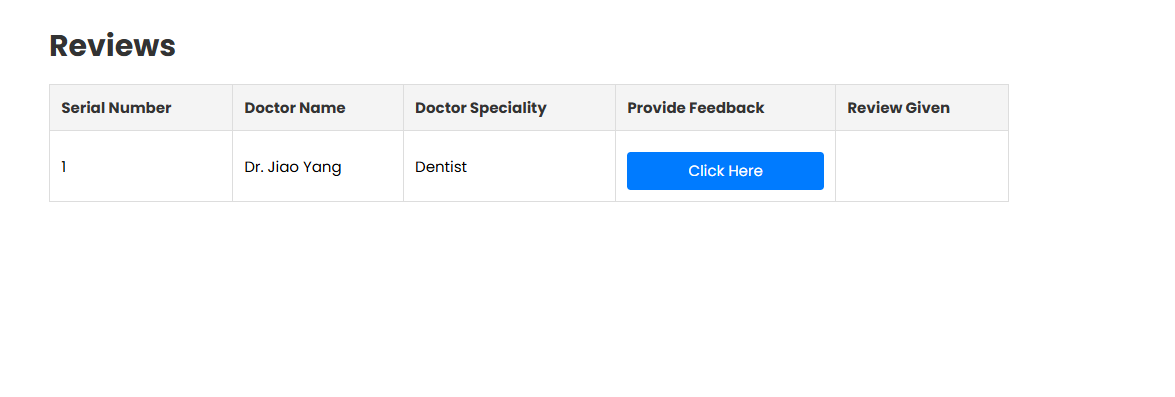 Reviews
Serial Number Doctor Name Doctor Speciality Provide Feedback Review Given
1 Dr. Jiao Yang Dentist Click Here